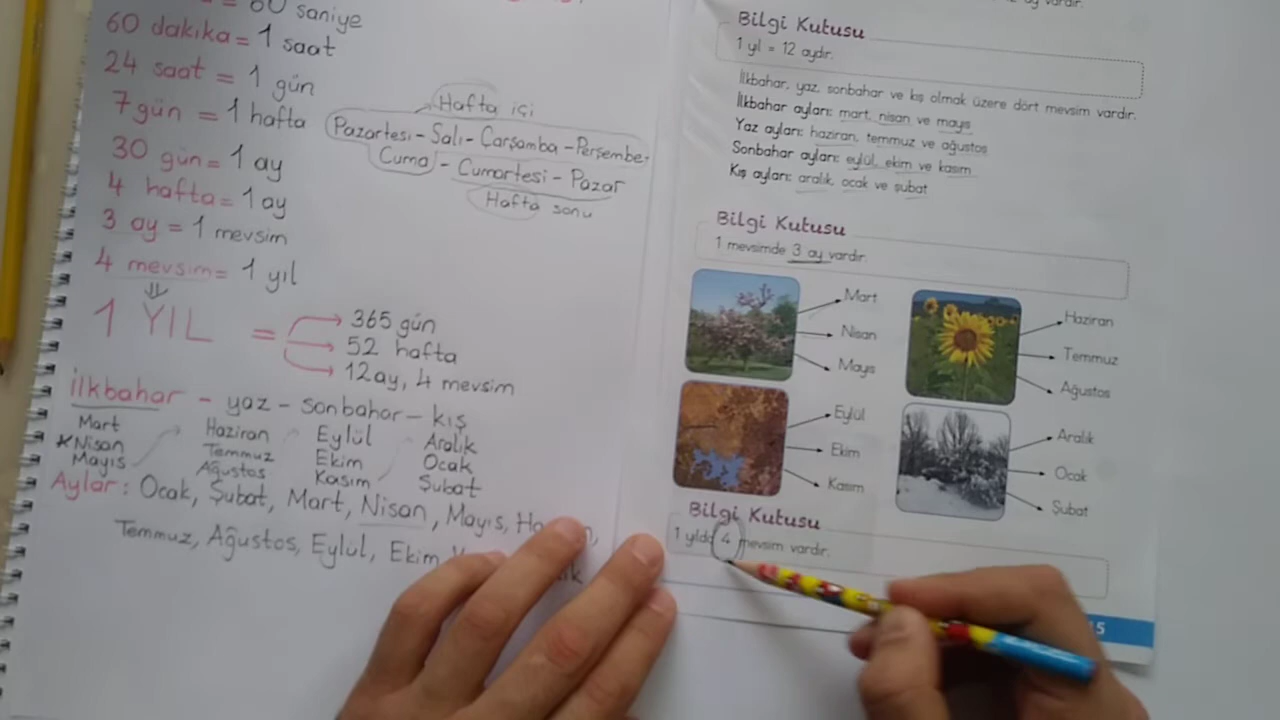 = 60 saniye
60 dakika = 1 saat
24 saat = 1 gün
7 gün = 1 hafta
30 gün = 1 ay
4 hafta = 1 ay
3 ay = 1 mevsim
4 mevsim = 1 yıl
Hafta içi
Pazartesi - Salı - Çarşamba - Perşembe,
Cuma - Cumartesi - Pazar
Hafta sonu
1 YIL =
365 gün
52 hafta
12 ay, 4 mevsim
İlkbahar - yaz - sonbahar - kış
Mart Haziran Eylül Aralık
Nisan Temmuz Ekim Ocak
Mayıs Ağustos Kasım Şubat
Aylar : Ocak, Şubat, Mart, Nisan, Mayıs,
Temmuz, Ağustos, Eylül, Ekim
vardır.
Bilgi Kutusu
1 yıl = 12 aydır.
İlkbahar, yaz, sonbahar ve kış olmak üzere dört mevsim vardır.
İlkbahar ayları: mart, nisan ve mayıs
Yaz ayları: haziran, temmuz ve ağustos
Sonbahar ayları: eylül, ekim ve kasım
Kış ayları: aralık, ocak ve şubat
Bilgi Kutusu
1 mevsimde 3 ay vardır.
Mart
Nisan
Mayıs
Haziran
Temmuz
Ağustos
Eylül
Ekim
Kasım
Aralık
Ocak
Şubat
Bilgi Kutusu
1 yılda 4 mevsim vardır.